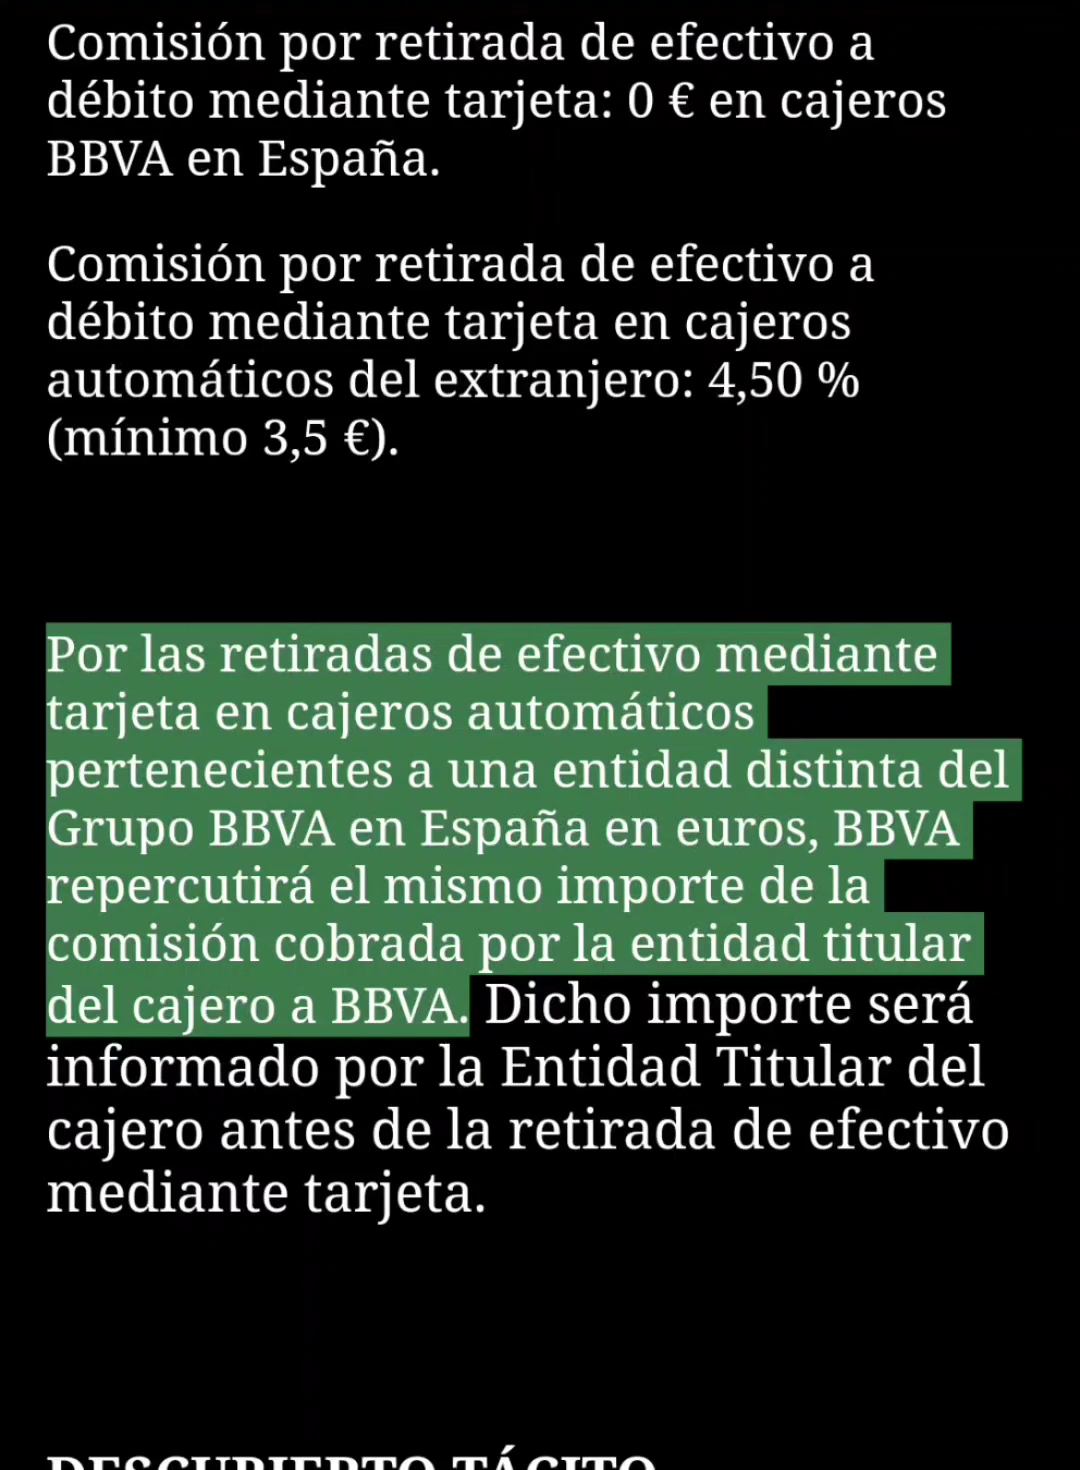 Comisión por retirada de efectivo a
débito mediante tarjeta: 0 € en cajeros
BBVA en España.
Comisión por retirada de efectivo a
débito mediante tarjeta en cajeros
automáticos del extranjero: 4,50 %
(mínimo 3,5 €).
Por las retiradas de efectivo mediante
tarjeta en cajeros automáticos
pertenecientes a una entidad distinta del
Grupo BBVA en España en euros, BBVA
repercutirá el mismo importe de la
comisión cobrada por la entidad titular
del cajero a BBVA. Dicho importe será
informado por la Entidad Titular del
cajero antes de la retirada de efectivo
mediante tarjeta.
DESCUBIERTO TÁCITO